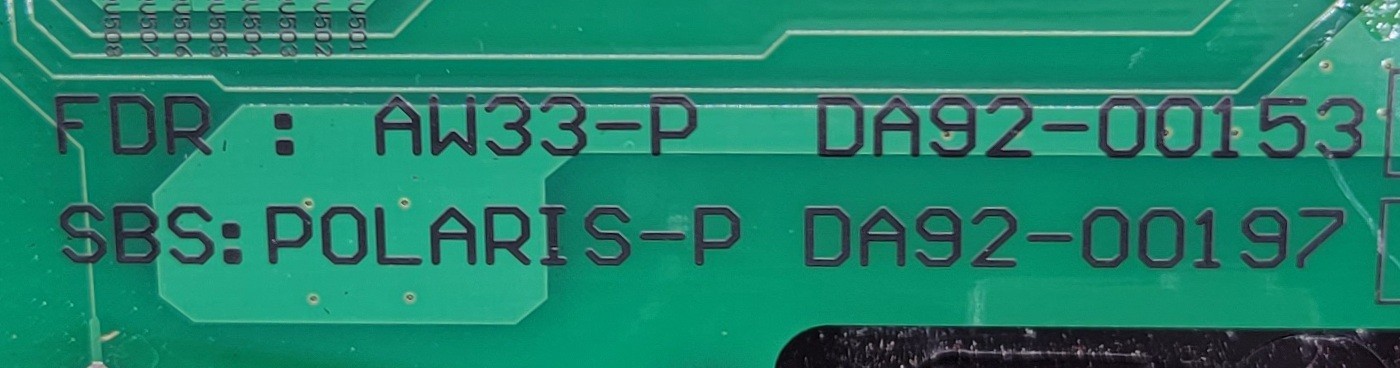 U508 U507 U506 U505 U504 U503 U502 U501
FDR : AW33-P DA92-00153
SBS:POLARIS-P DA92-00197